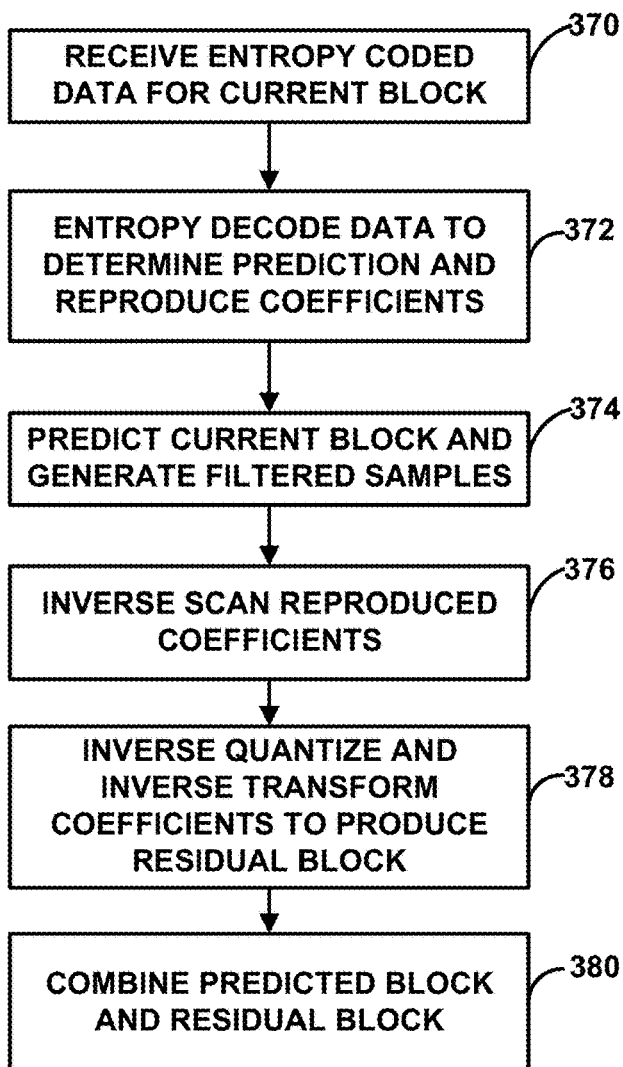 370
RECEIVE ENTROPY CODED
DATA FOR CURRENT BLOCK
372
ENTROPY DECODE DATA TO
DETERMINE PREDICTION AND
REPRODUCE COEFFICIENTS
374
PREDICT CURRENT BLOCK AND
GENERATE FILTERED SAMPLES
376
INVERSE SCAN REPRODUCED
COEFFICIENTS
378
INVERSE QUANTIZE AND
INVERSE TRANSFORM
COEFFICIENTS TO PRODUCE
RESIDUAL BLOCK
380
COMBINE PREDICTED BLOCK
AND RESIDUAL BLOCK